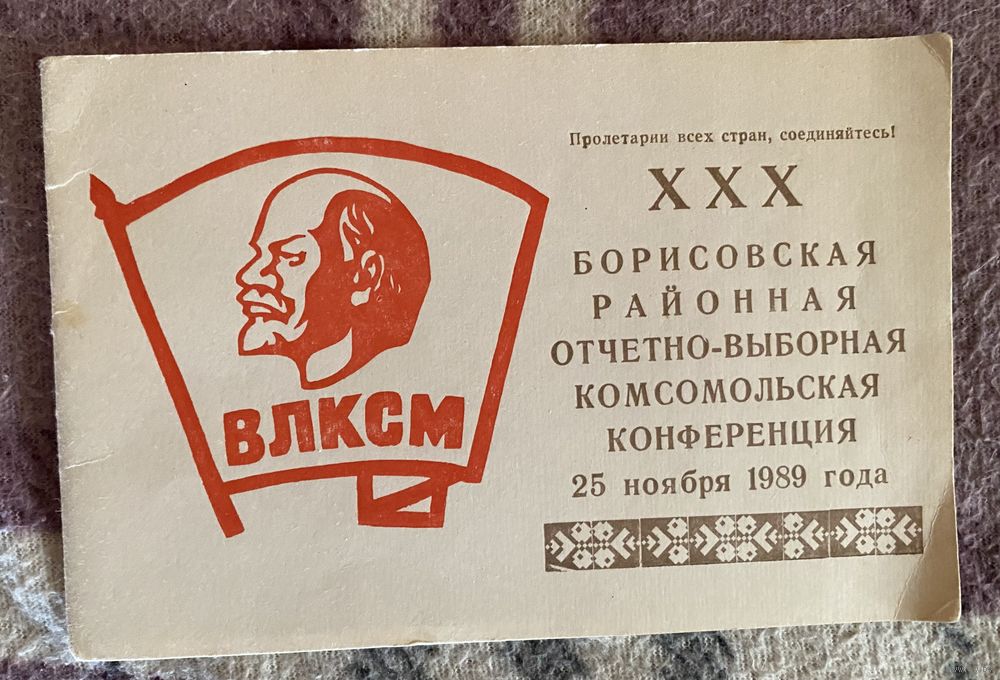 Пролетарии всех стран, соединяйтесь!
XXX
БОРИСОВСКАЯ
РАЙОННАЯ
ОТЧЕТНО-ВЫБОРНАЯ
КОМСОМОЛЬСКАЯ
КОНФЕРЕНЦИЯ
25 ноября 1989 года
ВЛКСМ